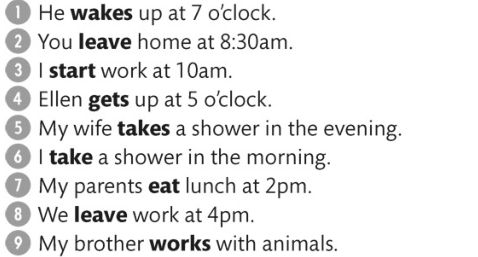 1 He wakes up at 7 o'clock.
2 You leave home at 8:30am.
3 I start work at 10am.
4 Ellen gets up at 5 o'clock.
5 My wife takes a shower in the evening.
6 I take a shower in the morning.
7 My parents eat lunch at 2pm.
8 We leave work at 4pm.
9 My brother works with animals.